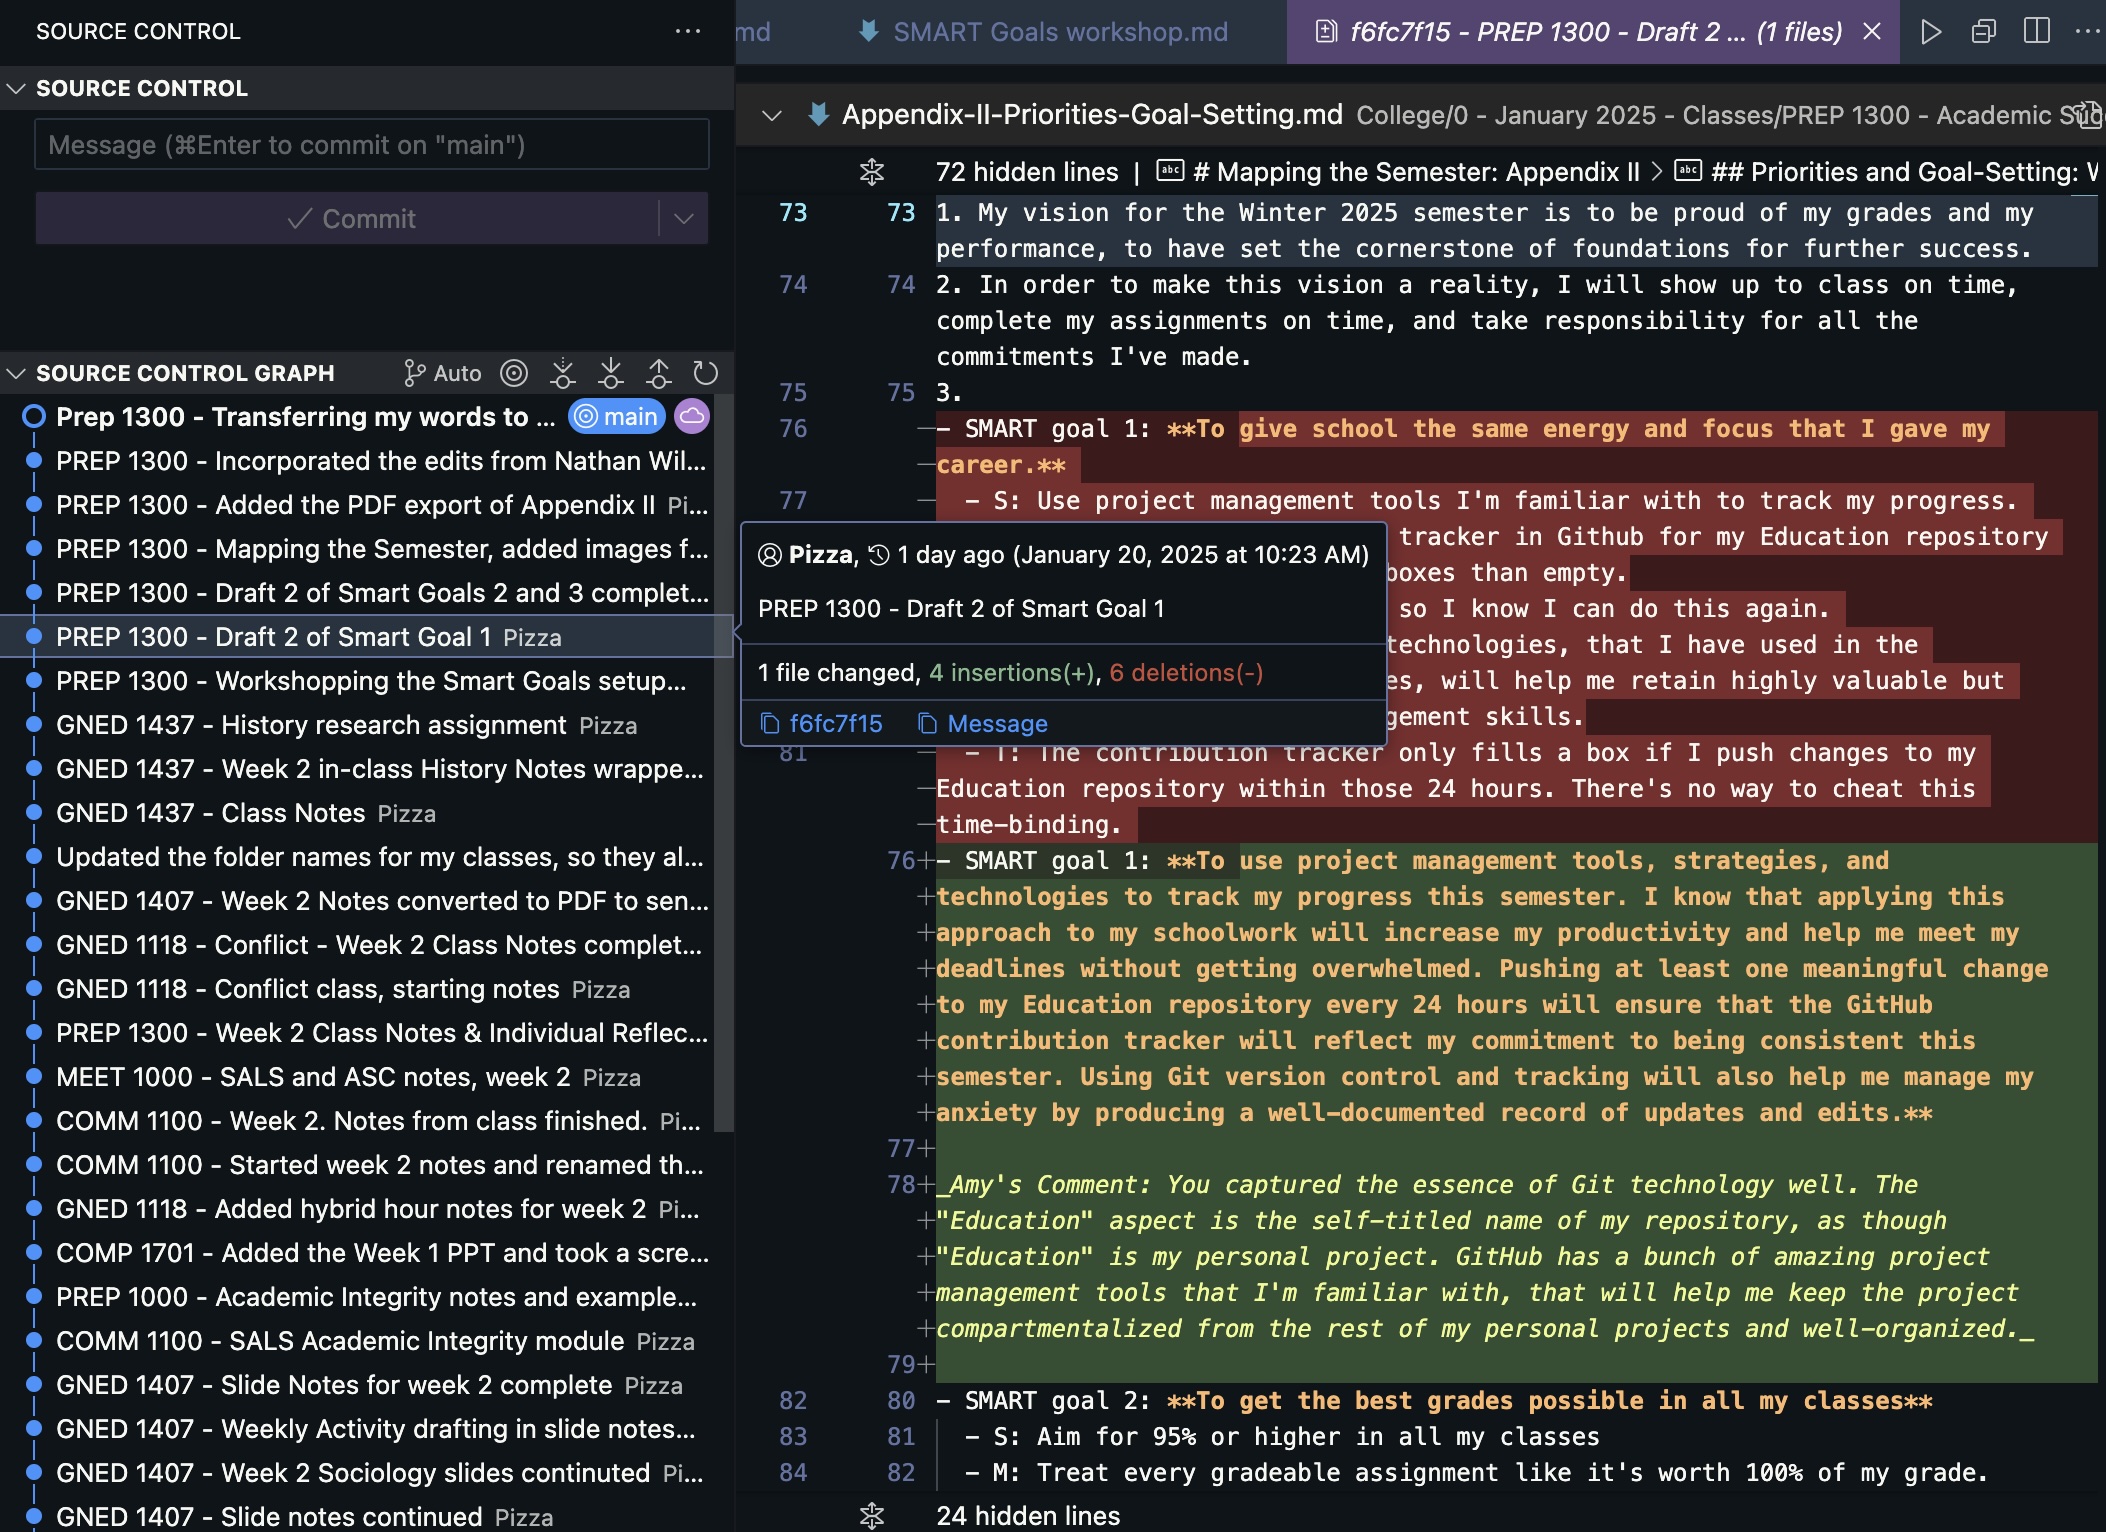 SOURCE CONTROL
SOURCE CONTROL
Message (⌘Enter to commit on "main")
Commit
SOURCE CONTROL GRAPH Auto
Prep 1300 - Transferring my words to ... main
PREP 1300 - Incorporated the edits from Nathan Wil...
PREP 1300 - Added the PDF export of Appendix II Pi...
PREP 1300 - Mapping the Semester, added images f...
PREP 1300 - Draft 2 of Smart Goals 2 and 3 complet...
PREP 1300 - Draft 2 of Smart Goal 1 Pizza
PREP 1300 - Workshopping the Smart Goals setup...
GNED 1437 - History research assignment Pizza
GNED 1437 - Week 2 in-class History Notes wrappe...
GNED 1437 - Class Notes Pizza
Updated the folder names for my classes, so they al...
GNED 1407 - Week 2 Notes converted to PDF to sen...
GNED 1118 - Conflict - Week 2 Class Notes complet...
GNED 1118 - Conflict class, starting notes Pizza
PREP 1300 - Week 2 Class Notes & Individual Reflec...
MEET 1000 - SALS and ASC notes, week 2 Pizza
COMM 1100 - Week 2. Notes from class finished. Pi...
COMM 1100 - Started week 2 notes and renamed th...
GNED 1118 - Added hybrid hour notes for week 2 Pi...
COMP 1701 - Added the Week 1 PPT and took a scre...
PREP 1000 - Academic Integrity notes and example...
COMM 1100 - SALS Academic Integrity module Pizza
GNED 1407 - Slide Notes for week 2 complete Pizza
GNED 1407 - Weekly Activity drafting in slide notes...
GNED 1407 - Week 2 Sociology slides continuted Pi...
GNED 1407 - Slide notes continued Pizza
md SMART Goals workshop.md f6fc7f15 - PREP 1300 - Draft 2 ... (1 files)
Appendix-II-Priorities-Goal-Setting.md College/0 - January 2025 - Classes/PREP 1300 - Academic
72 hidden lines | abc # Mapping the Semester: Appendix II > abc ## Priorities and Goal-Setting:
73 73 1. My vision for the Winter 2025 semester is to be proud of my grades and my
performance, to have set the cornerstone of foundations for further success.
74 74 2. In order to make this vision a reality, I will show up to class on time,
complete my assignments on time, and take responsibility for all the
commitments I've made.
75 75 3.
76 —- SMART goal 1: **To give school the same energy and focus that I gave my
—career.**
77 — - S: Use project management tools I'm familiar with to track my progress.
tracker in Github for my Education repository
boxes than empty.
so I know I can do this again.
technologies, that I have used in the
es, will help me retain highly valuable but
gement skills.
81 — - T: The contribution tracker only fills a box if I push changes to my
—Education repository within those 24 hours. There's no way to cheat this
—time-binding.
76+- SMART goal 1: **To use project management tools, strategies, and
+technologies to track my progress this semester. I know that applying this
+approach to my schoolwork will increase my productivity and help me meet my
+deadlines without getting overwhelmed. Pushing at least one meaningful change
+to my Education repository every 24 hours will ensure that the GitHub
+contribution tracker will reflect my commitment to being consistent this
+semester. Using Git version control and tracking will also help me manage my
+anxiety by producing a well-documented record of updates and edits.**
77+
78+_Amy's Comment: You captured the essence of Git technology well. The
+"Education" aspect is the self-titled name of my repository, as though
+"Education" is my personal project. GitHub has a bunch of amazing project
+management tools that I'm familiar with, that will help me keep the project
+compartmentalized from the rest of my personal projects and well-organized._
79+
82 80 - SMART goal 2: **To get the best grades possible in all my classes**
83 81 - S: Aim for 95% or higher in all my classes
84 82 - M: Treat every gradeable assignment like it's worth 100% of my grade.
24 hidden lines
Pizza, 1 day ago (January 20, 2025 at 10:23 AM)
PREP 1300 - Draft 2 of Smart Goal 1
1 file changed, 4 insertions(+), 6 deletions(-)
f6fc7f15 Message